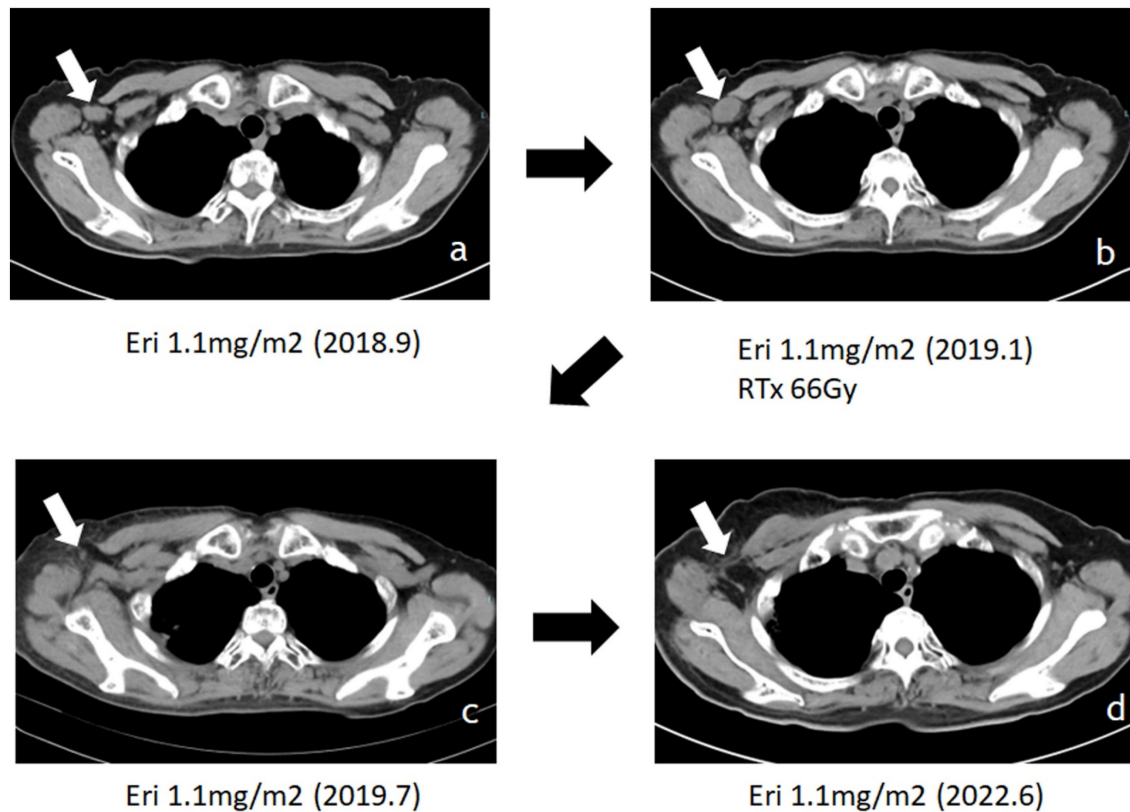 a
b
Eri 1.1mg/m2 (2018.9)
Eri 1.1mg/m2 (2019.1)
RTx 66Gy
c
d
Eri 1.1mg/m2 (2019.7)
Eri 1.1mg/m2 (2022.6)